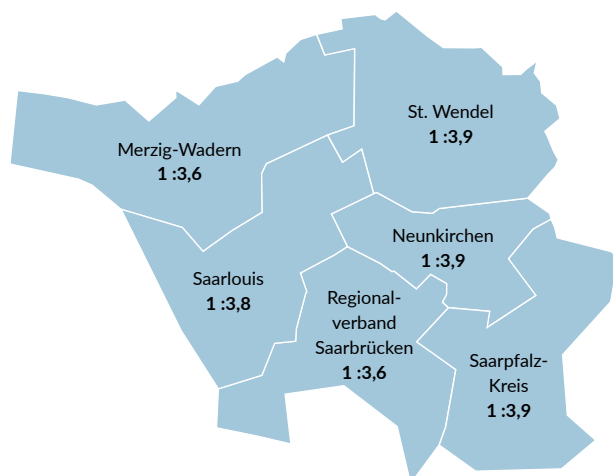 St. Wendel
1 :3,9
Merzig-Wadern
1 :3,6
Neunkirchen
1 :3,9
Saarlouis
1 :3,8
Regional-
verband
Saarbrücken
1 :3,6
Saarpfalz-
Kreis
1 :3,9